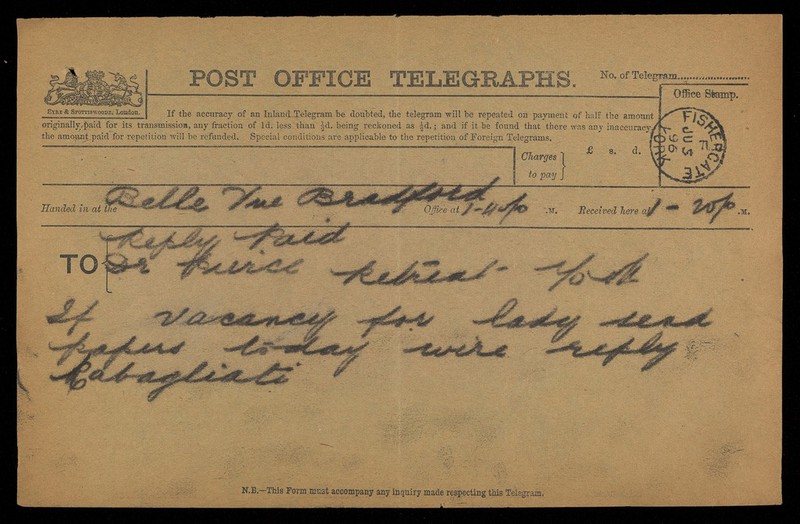 POST OFFICE TELEGRAPHS.
No. of Telegram
EYRE & SPOTTISWOODE, London.
Office Stamp.
If the accuracy of an Inland Telegram be doubted, the telegram will be repeated on payment of half the amount
originally paid for its transmission, any fraction of 1d. less than ½d. being reckoned as ½d.; and if it be found that there was any inaccuracy,
the amount paid for repetition will be refunded. Special conditions are applicable to the repetition of Foreign Telegrams.
FISHERGATE YORK
F
JU 5
96
Charges to pay
£ s. d.
Handed in at the Belle Vue Bradford Office at .M. Received here at 1-20 p .M.
Reply Paid
TO Dr Pierce Retreat York
If vacancy for lady send
papers to-day wire reply
Rabagliati
N.B.—This Form must accompany any inquiry made respecting this Telegram.